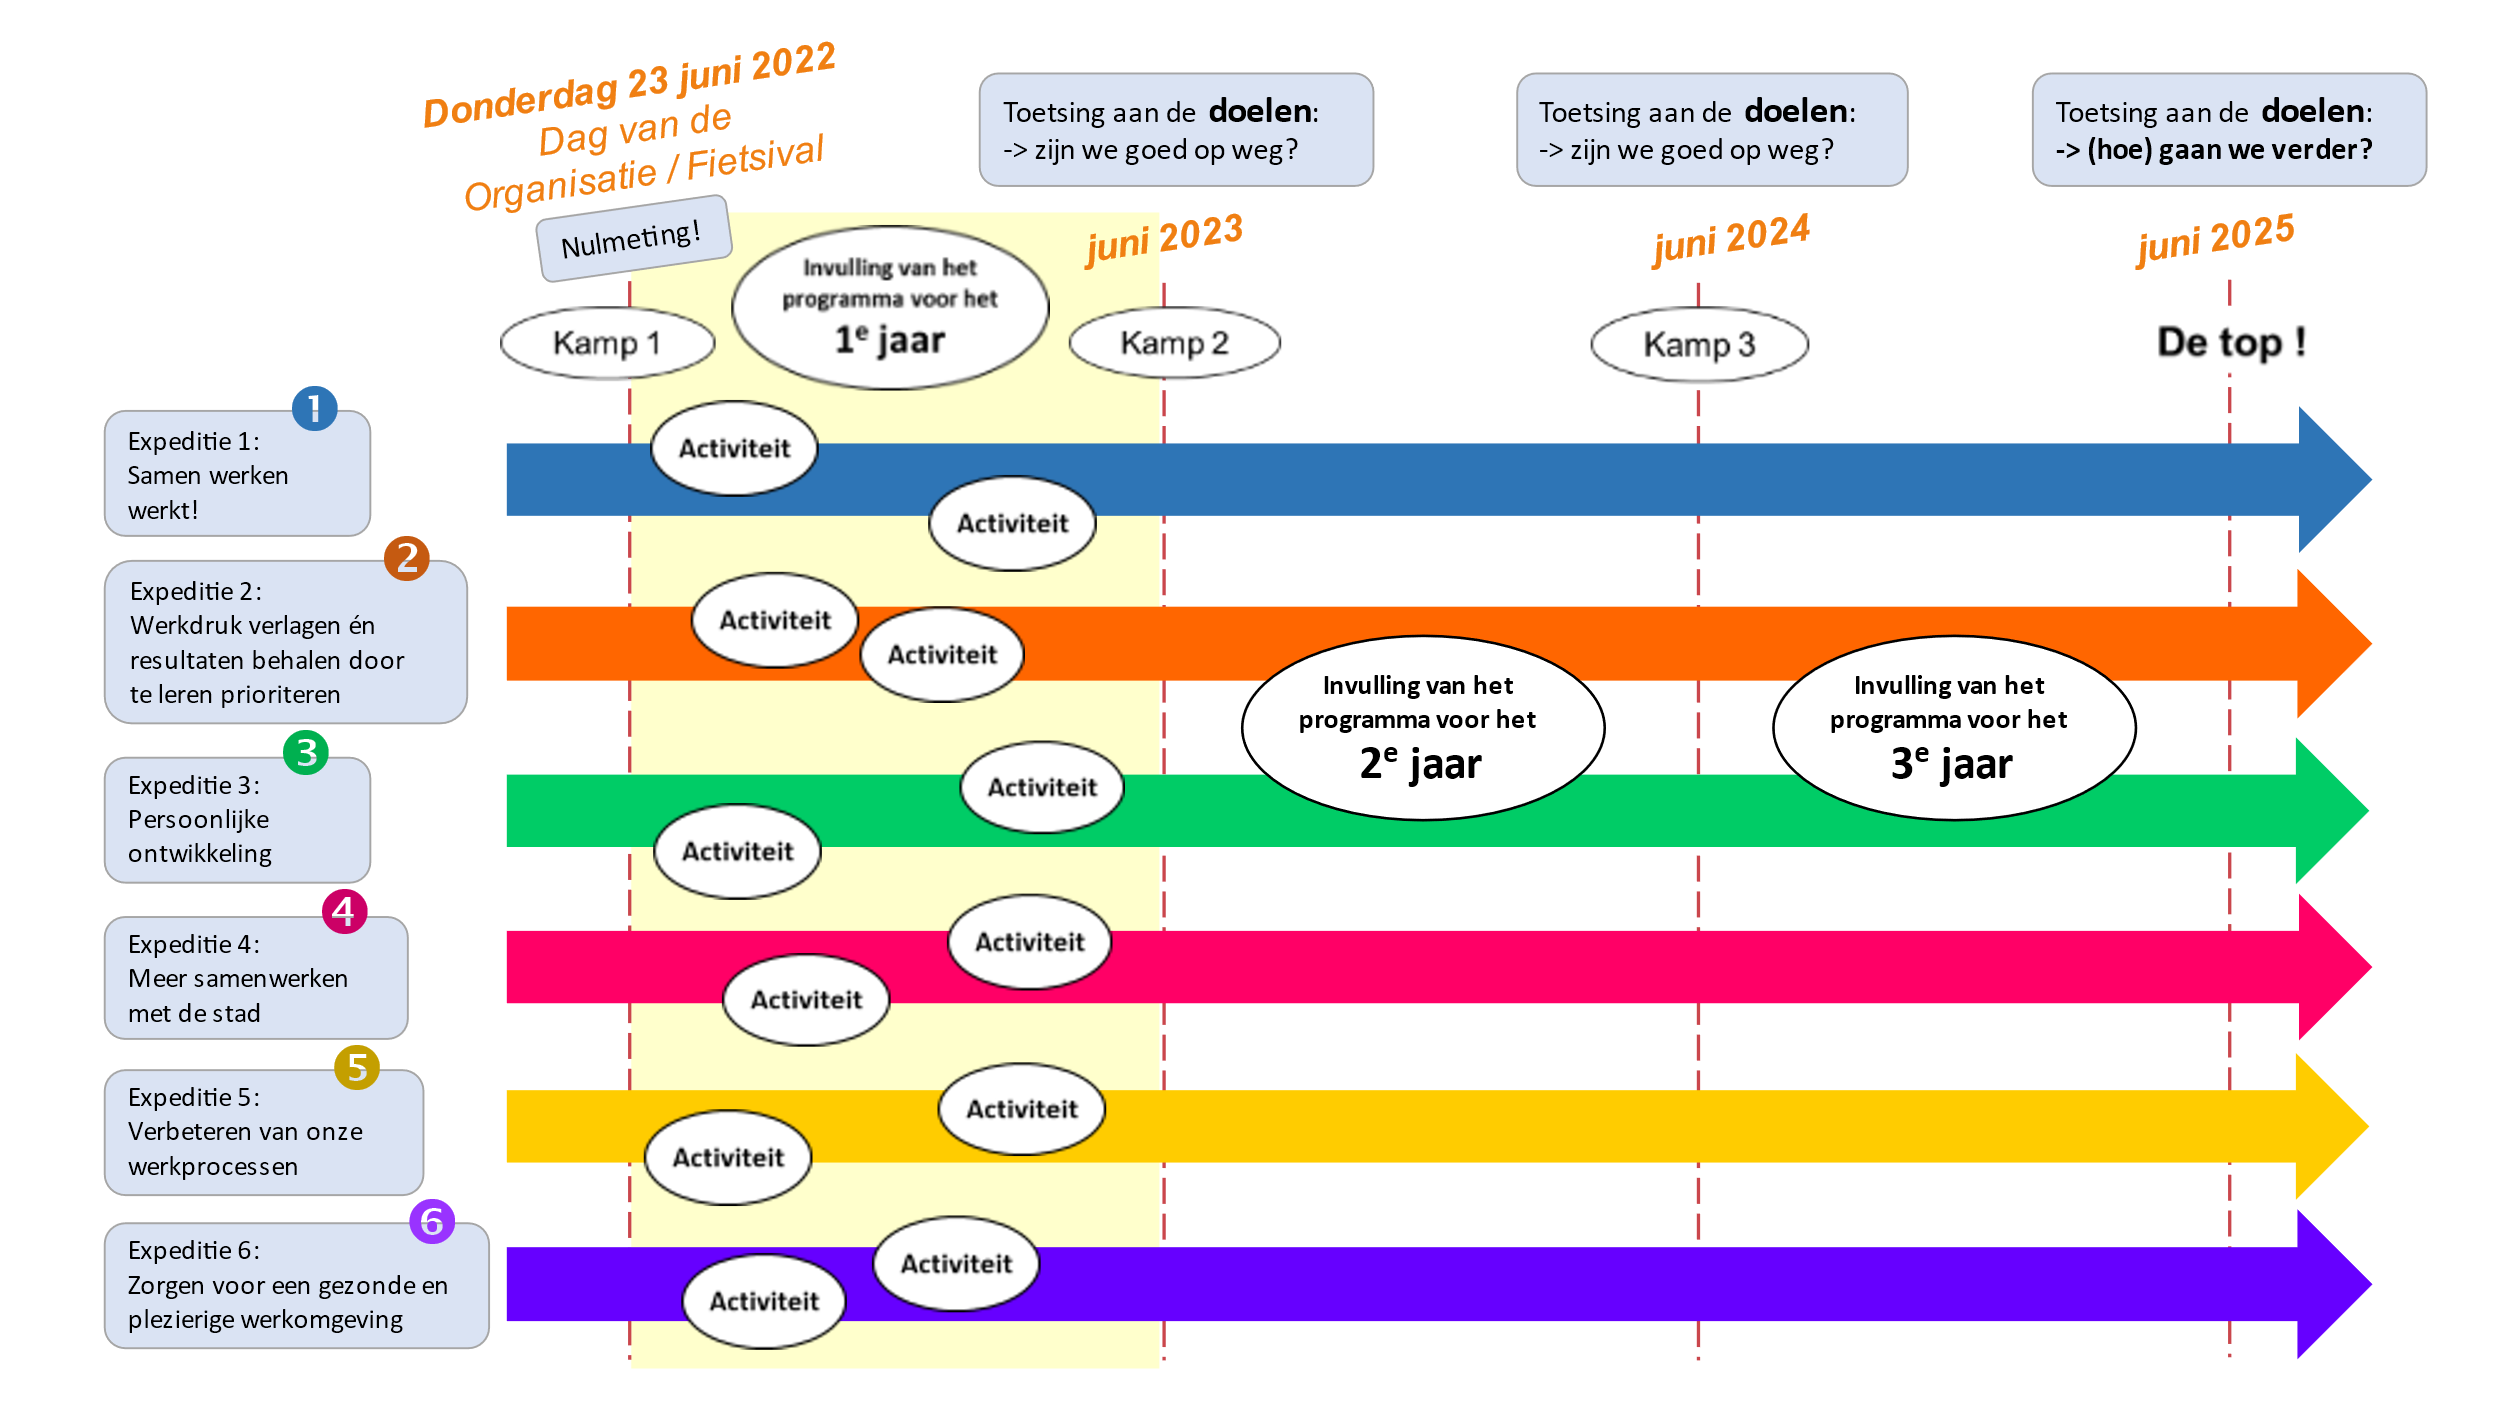 Donderdag 23 juni 2022
Dag van de
Organisatie / Fietsival
Nulmeting!
Toetsing aan de doelen:
-> zijn we goed op weg?
Toetsing aan de doelen:
-> zijn we goed op weg?
Toetsing aan de doelen:
-> (hoe) gaan we verder?
juni 2023
juni 2024
juni 2025
Kamp 1
Invulling van het
programma voor het
1e jaar
Kamp 2
Kamp 3
De top !
1
Expeditie 1:
Samen werken
werkt!
Activiteit
Activiteit
2
Expeditie 2:
Werkdruk verlagen én
resultaten behalen door
te leren prioriteren
Activiteit
Activiteit
Invulling van het
programma voor het
2e jaar
Invulling van het
programma voor het
3e jaar
3
Expeditie 3:
Persoonlijke
ontwikkeling
Activiteit
Activiteit
4
Expeditie 4:
Meer samenwerken
met de stad
Activiteit
Activiteit
5
Expeditie 5:
Verbeteren van onze
werkprocessen
Activiteit
Activiteit
6
Expeditie 6:
Zorgen voor een gezonde en
plezierige werkomgeving
Activiteit
Activiteit